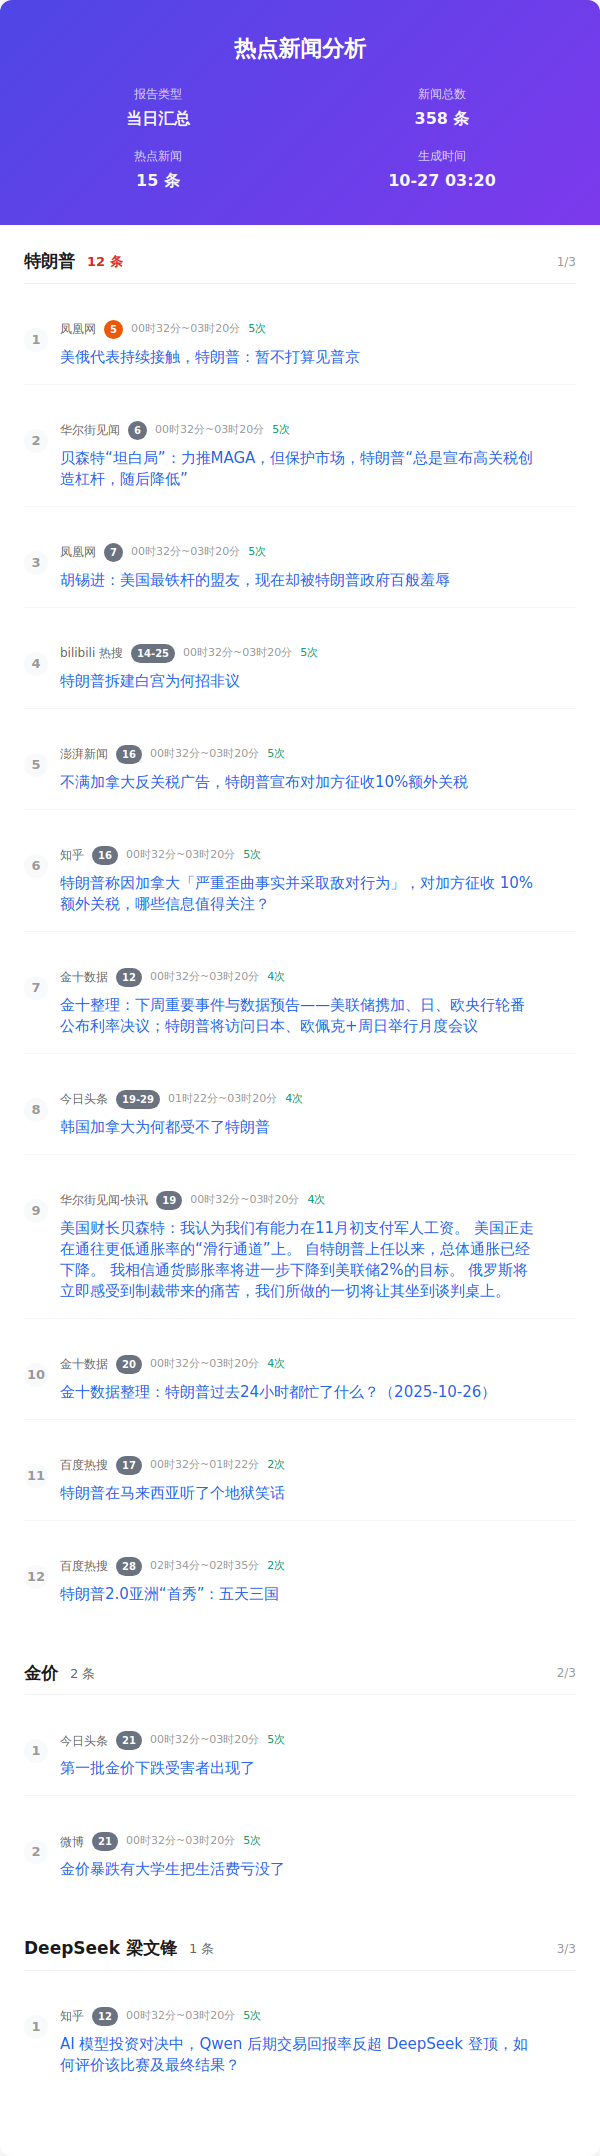 热点新闻分析
报告类型
当日汇总
新闻总数
358 条
热点新闻
15 条
生成时间
10-27 03:20
特朗普 12 条 1/3
1
凤凰网 5 00时32分~03时20分 5次
美俄代表持续接触，特朗普：暂不打算见普京
2
华尔街见闻 6 00时32分~03时20分 5次
贝森特“坦白局”：力推MAGA，但保护市场，特朗普“总是宣布高关税创
造杠杆，随后降低”
3
凤凰网 7 00时32分~03时20分 5次
胡锡进：美国最铁杆的盟友，现在却被特朗普政府百般羞辱
4
bilibili 热搜 14-25 00时32分~03时20分 5次
特朗普拆建白宫为何招非议
5
澎湃新闻 16 00时32分~03时20分 5次
不满加拿大反关税广告，特朗普宣布对加方征收10%额外关税
6
知乎 16 00时32分~03时20分 5次
特朗普称因加拿大「严重歪曲事实并采取敌对行为」，对加方征收 10%
额外关税，哪些信息值得关注？
7
金十数据 12 00时32分~03时20分 4次
金十整理：下周重要事件与数据预告——美联储携加、日、欧央行轮番
公布利率决议；特朗普将访问日本、欧佩克+周日举行月度会议
8
今日头条 19-29 01时22分~03时20分 4次
韩国加拿大为何都受不了特朗普
9
华尔街见闻-快讯 19 00时32分~03时20分 4次
美国财长贝森特：我认为我们有能力在11月初支付军人工资。 美国正走
在通往更低通胀率的“滑行通道”上。 自特朗普上任以来，总体通胀已经
下降。 我相信通货膨胀率将进一步下降到美联储2%的目标。 俄罗斯将
立即感受到制裁带来的痛苦，我们所做的一切将让其坐到谈判桌上。
10
金十数据 20 00时32分~03时20分 4次
金十数据整理：特朗普过去24小时都忙了什么？（2025-10-26）
11
百度热搜 17 00时32分~01时22分 2次
特朗普在马来西亚听了个地狱笑话
12
百度热搜 28 02时34分~02时35分 2次
特朗普2.0亚洲“首秀”：五天三国
金价 2 条 2/3
1
今日头条 21 00时32分~03时20分 5次
第一批金价下跌受害者出现了
2
微博 21 00时32分~03时20分 5次
金价暴跌有大学生把生活费亏没了
DeepSeek 梁文锋 1 条 3/3
1
知乎 12 00时32分~03时20分 5次
AI 模型投资对决中，Qwen 后期交易回报率反超 DeepSeek 登顶，如
何评价该比赛及最终结果？